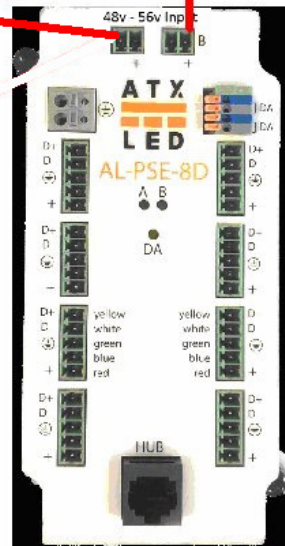 48v - 56v Input
B
+ +
ATX
LED
DA
DA
AL-PSE-8D
A B
DA
D+ D+
D D
+ +
D+ D+
D D
− +
D+ yellow yellow D
D white white D
green green
blue blue
+ red red +
D+ D+
D D
+ +
HUB